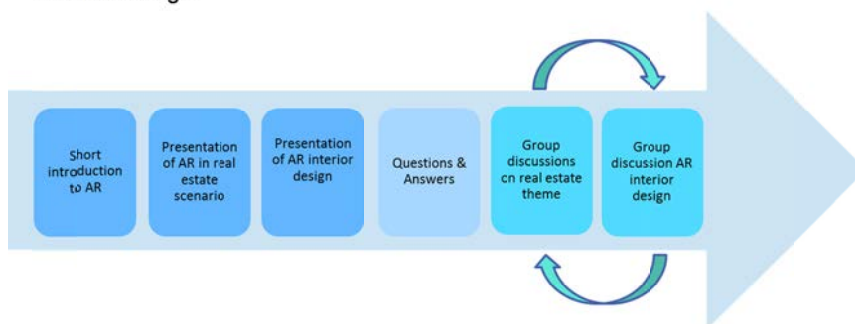 Short
introduction
to AR
Presentation
of AR in real
estate
scenario
Presentation
of AR interior
design
Questions &
Answers
Group
discussions
on real estate
theme
Group
discussion AR
interior
design